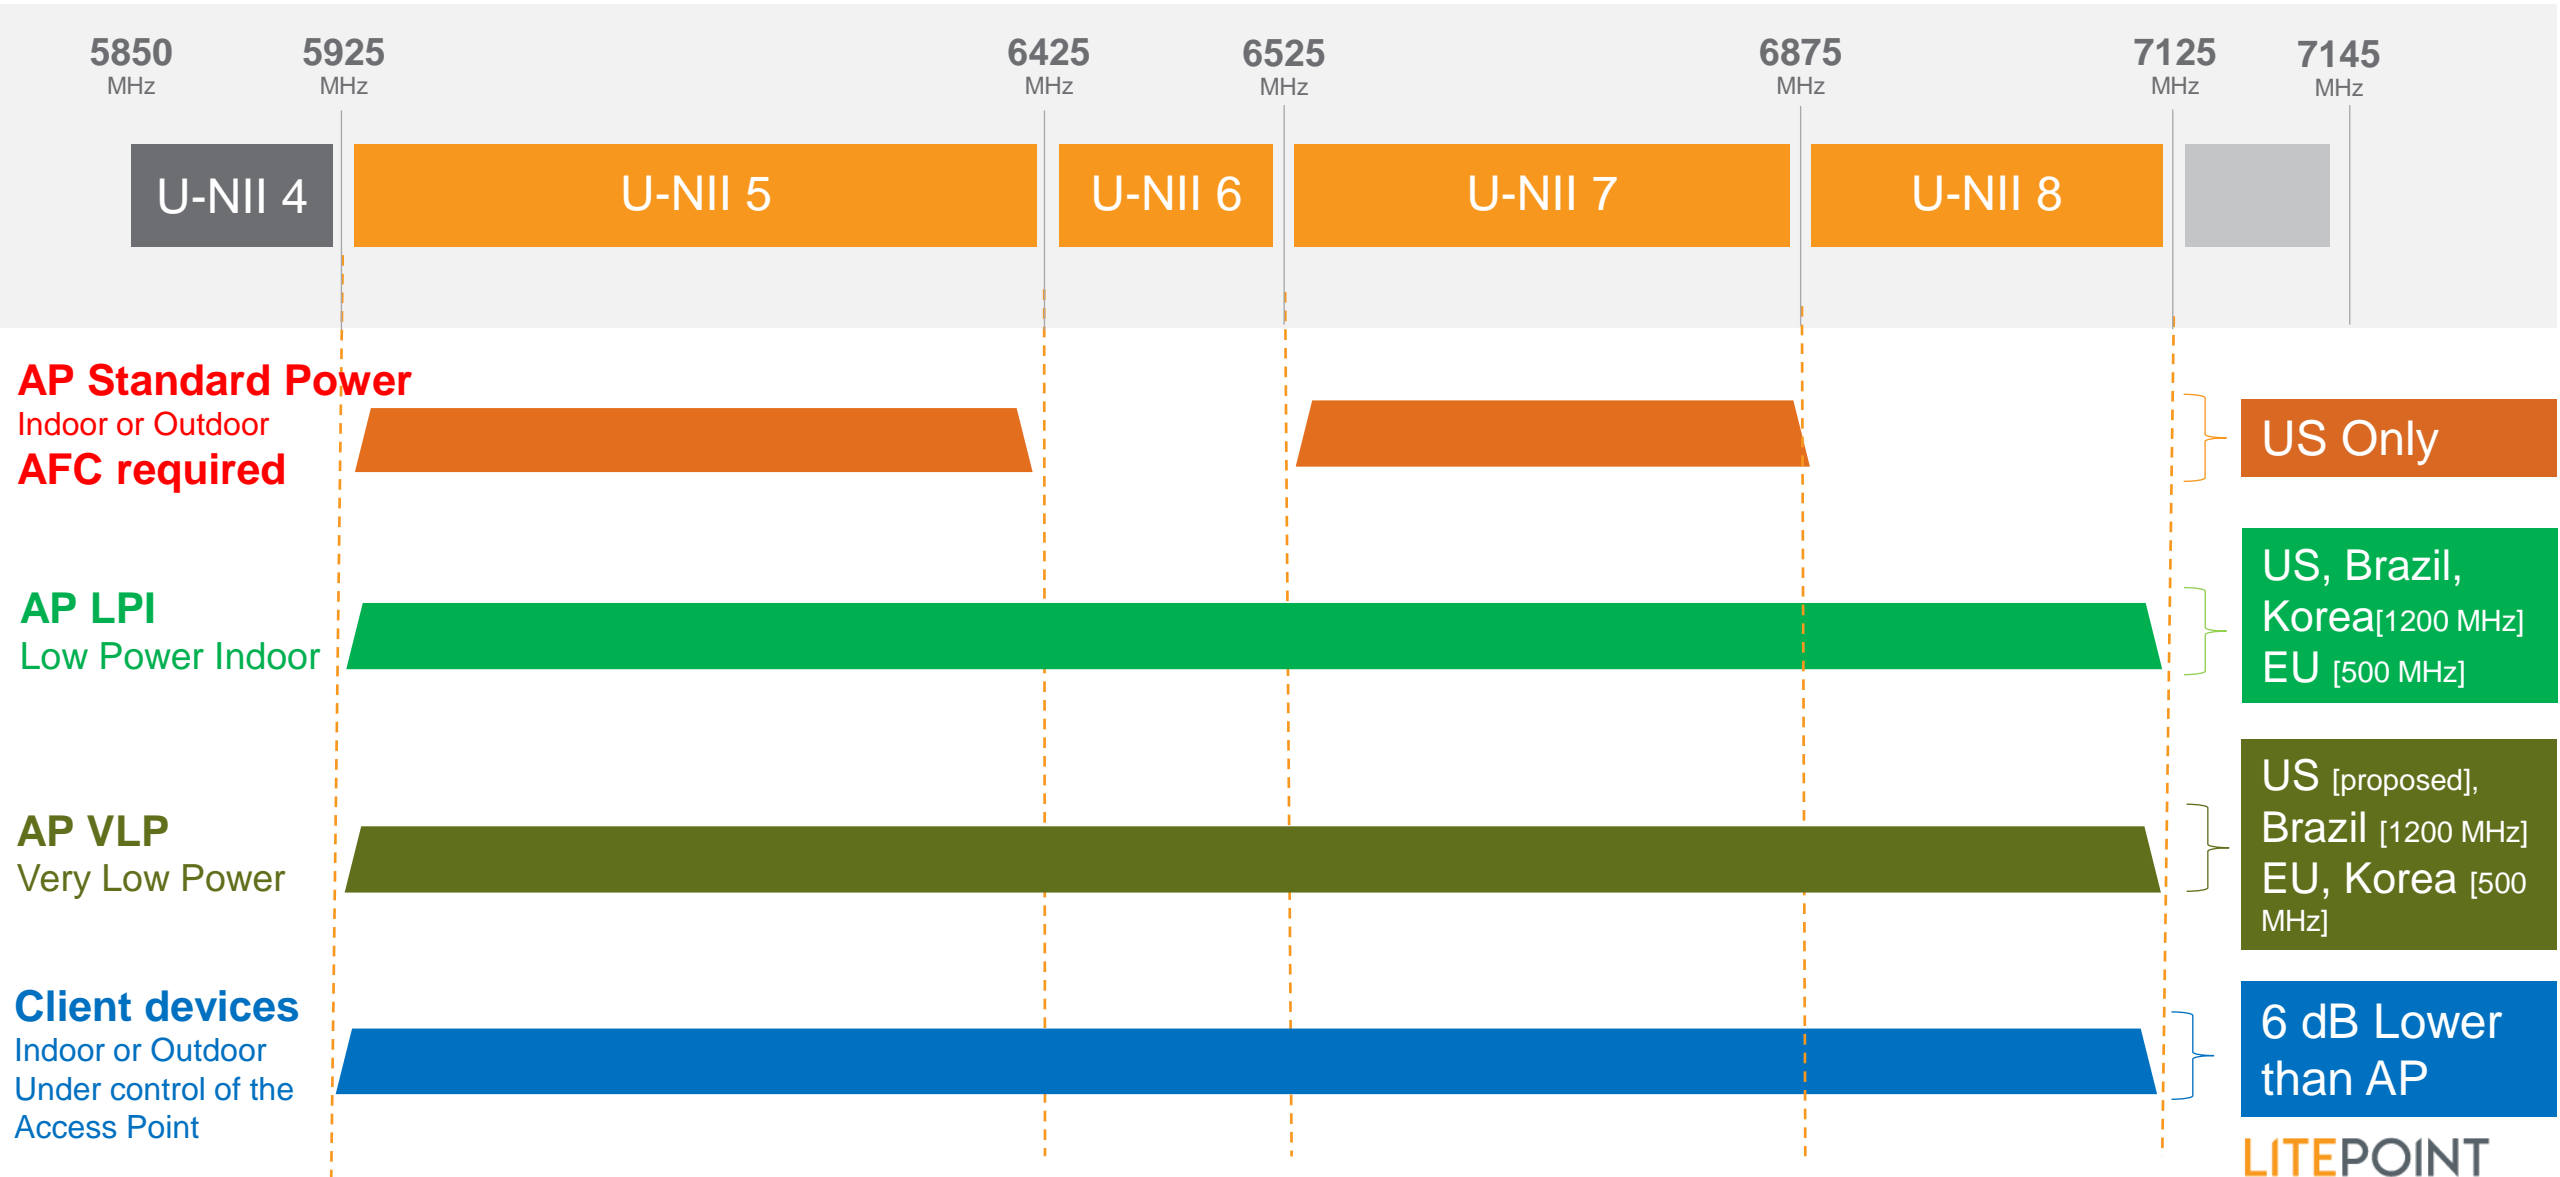 5850
MHz
5925
MHz
6425
MHz
6525
MHz
6875
MHz
7125
MHz
7145
MHz
U-NII 4
U-NII 5
U-NII 6
U-NII 7
U-NII 8
AP Standard Power
Indoor or Outdoor
AFC required
US Only
AP LPI
Low Power Indoor
US, Brazil,
Korea[1200 MHz]
EU [500 MHz]
AP VLP
Very Low Power
US [proposed],
Brazil [1200 MHz]
EU, Korea [500
MHz]
Client devices
Indoor or Outdoor
Under control of the
Access Point
6 dB Lower
than AP
LITEPOINT